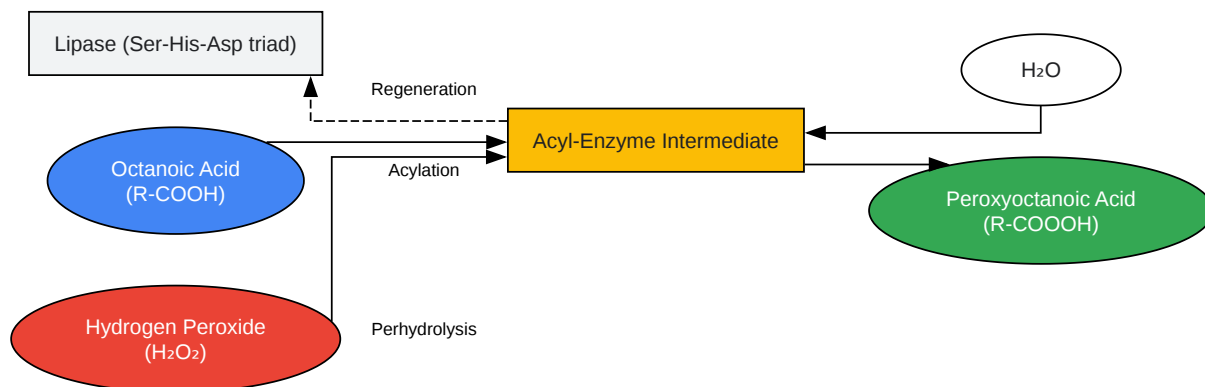 Lipase (Ser-His-Asp triad)
Regeneration
H₂O
Acyl-Enzyme Intermediate
Octanoic Acid
(R-COOH)
Acylation
Peroxyoctanoic Acid
(R-COOOH)
Hydrogen Peroxide
(H₂O₂)
Perhydrolysis